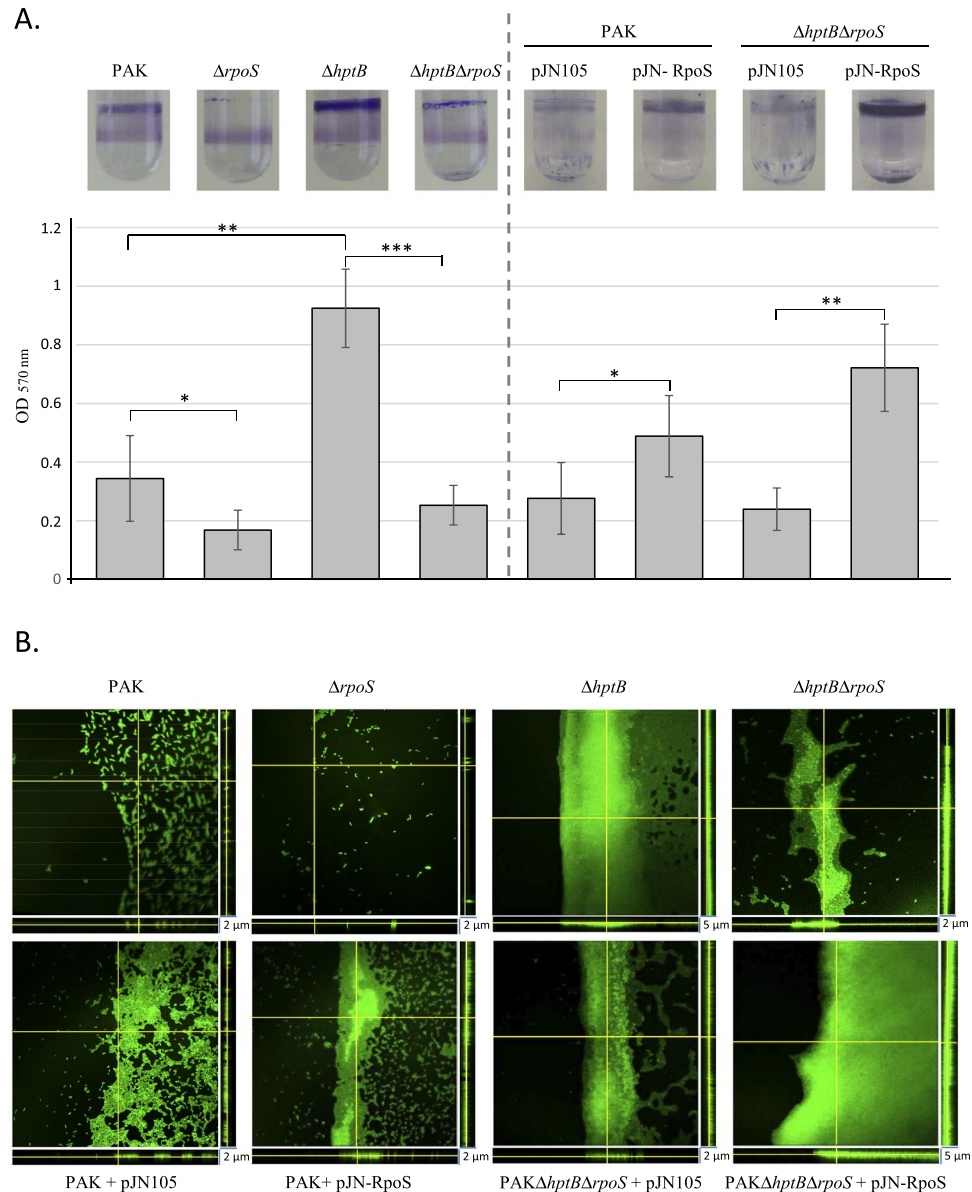 A.
PAK
ΔhptBΔrpoS
PAK
ΔrpoS
ΔhptB
ΔhptBΔrpoS
pJN105
pJN- RpoS
pJN105
pJN-RpoS
1.2
1
0.8
0.6
0.4
0.2
0
OD 570 nm
**
***
*
*
**
B.
PAK
ΔrpoS
ΔhptB
ΔhptBΔrpoS
2 µm
2 µm
5 µm
2 µm
2 µm
2 µm
2 µm
5 µm
PAK + pJN105
PAK+ pJN-RpoS
PAKΔhptBΔrpoS + pJN105
PAKΔhptBΔrpoS + pJN-RpoS